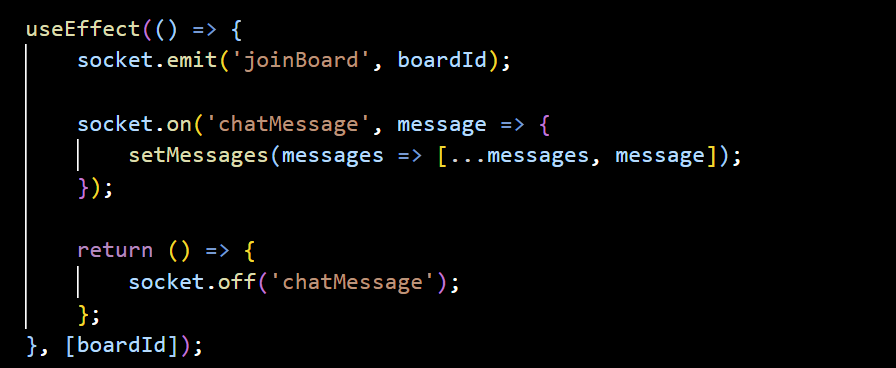 useEffect(() => {
    socket.emit('joinBoard', boardId);

    socket.on('chatMessage', message => {
        setMessages(messages => [...messages, message]);
    });

    return () => {
        socket.off('chatMessage');
    };
}, [boardId]);